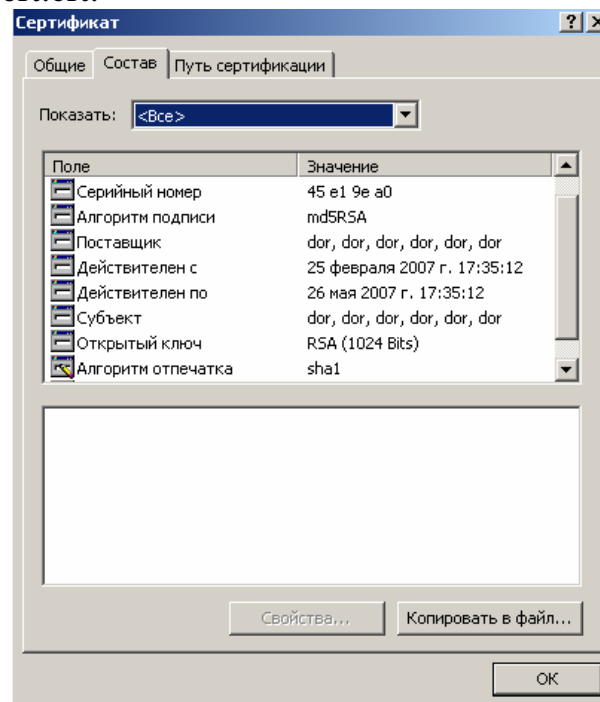 Сертификат
Общие Состав Путь сертификации
Показать: <Все>
Поле Значение
Серийный номер 45 e1 9e a0
Алгоритм подписи md5RSA
Поставщик dor, dor, dor, dor, dor, dor
Действителен с 25 февраля 2007 г. 17:35:12
Действителен по 26 мая 2007 г. 17:35:12
Субъект dor, dor, dor, dor, dor, dor
Открытый ключ RSA (1024 Bits)
Алгоритм отпечатка sha1
Свойства... Копировать в файл...
ОК